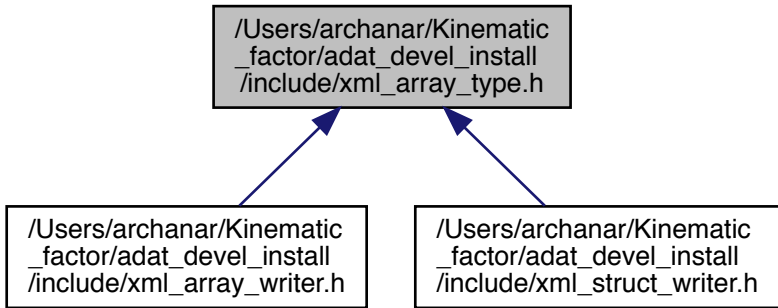 /Users/archanar/Kinematic
_factor/adat_devel_install
/include/xml_array_type.h
/Users/archanar/Kinematic
_factor/adat_devel_install
/include/xml_array_writer.h
/Users/archanar/Kinematic
_factor/adat_devel_install
/include/xml_struct_writer.h